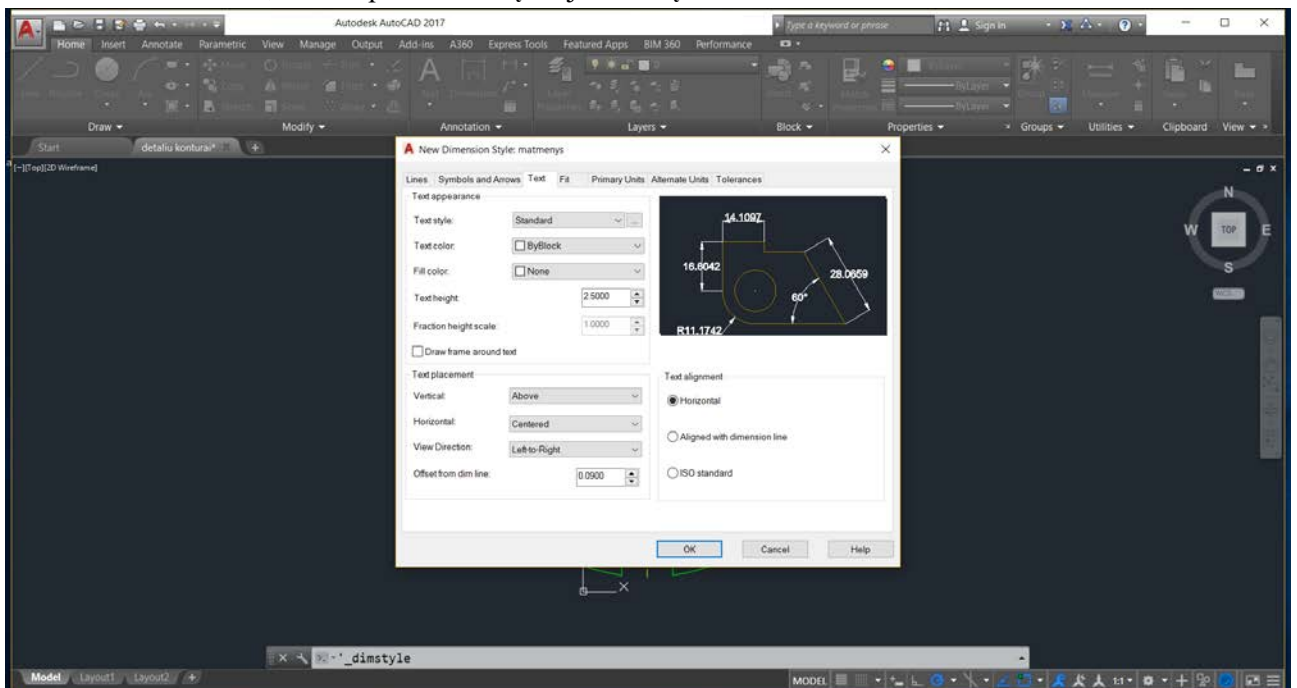 Autodesk AutoCAD 2017
Type a keyword or phrase
Sign In
Home Insert Annotate Parametric View Manage Output Add-ins A360 Express Tools Featured Apps BIM 360 Performance
Draw Modify Annotation Layers Block Properties Groups Utilities Clipboard View
Start detaliu konturai*
[−][Top][2D Wireframe]
N
W TOP E
S
New Dimension Style: matmenys
Lines Symbols and Arrows Text Fit Primary Units Alternate Units Tolerances
Text appearance
Text style: Standard
Text color: ByBlock
Fill color: None
Text height: 2.5000
Fraction height scale: 1.0000
Draw frame around text
14.1097
16.6042
28.0659
60°
R11.1742
Text placement
Vertical: Above
Horizontal: Centered
View Direction: Left-to-Right
Offset from dim line: 0.0900
Text alignment
Horizontal
Aligned with dimension line
ISO standard
OK Cancel Help
X
'_dimstyle
Model Layout1 Layout2
MODEL 1:1